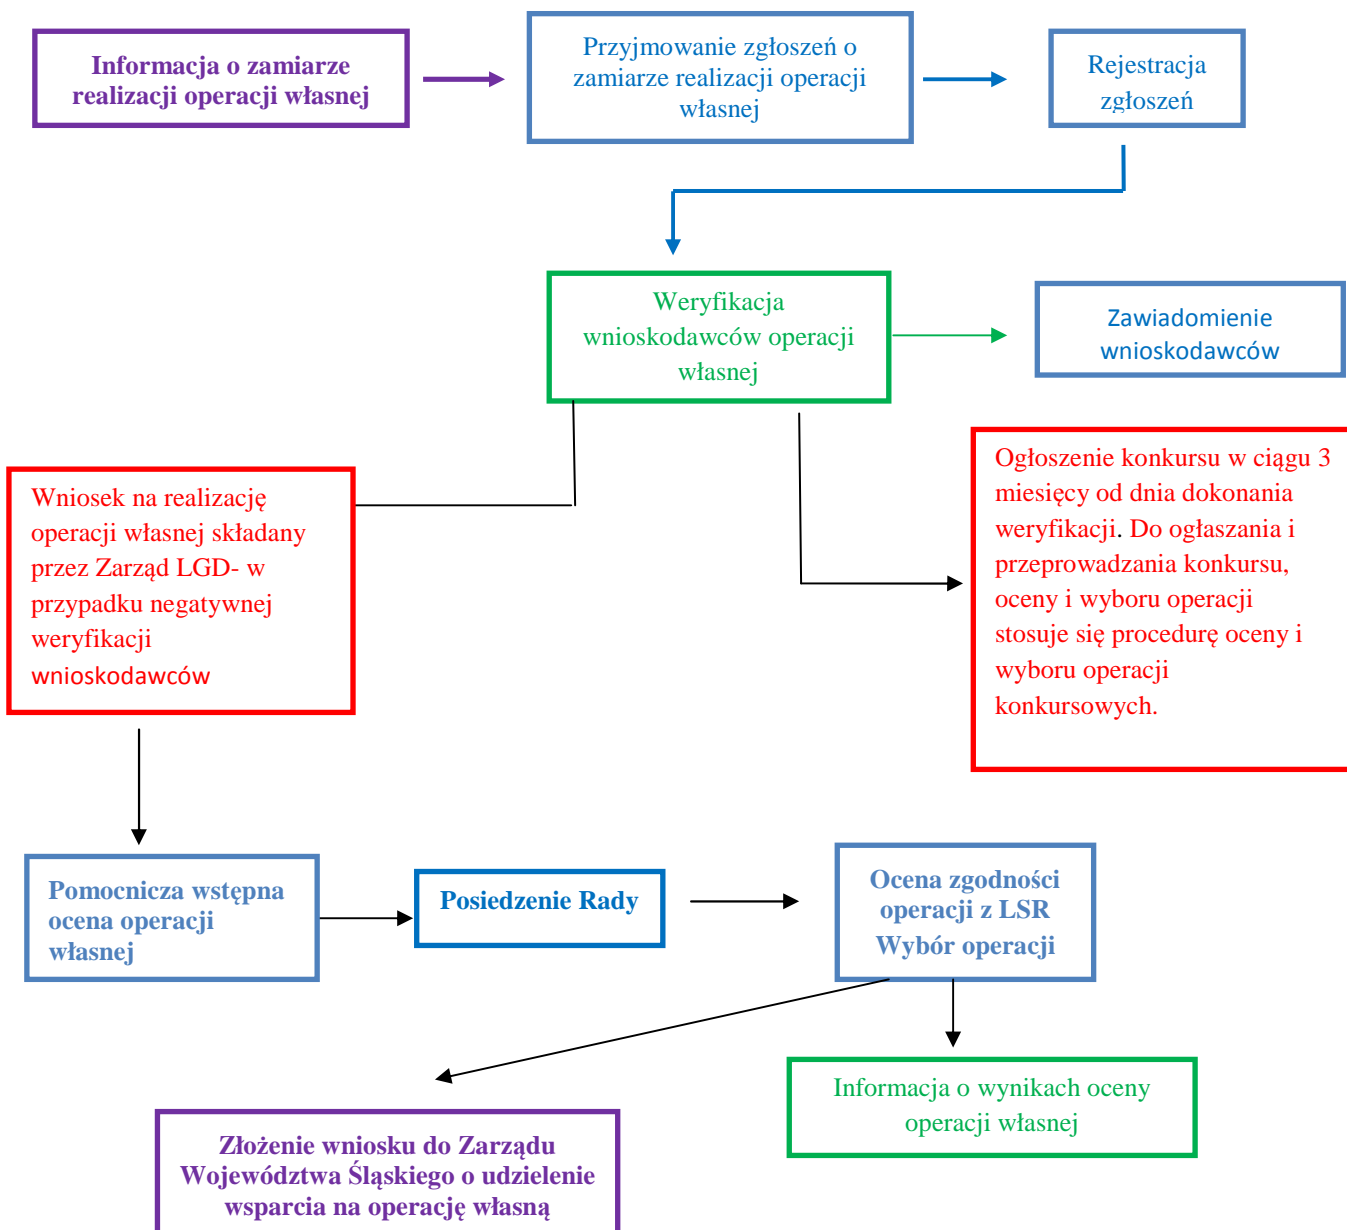 Informacja o zamiarze
realizacji operacji własnej
Przyjmowanie zgłoszeń o
zamiarze realizacji operacji
własnej
Rejestracja
zgłoszeń
Weryfikacja
wnioskodawców operacji
własnej
Zawiadomienie
wnioskodawców
Wniosek na realizację
operacji własnej składany
przez Zarząd LGD- w
przypadku negatywnej
weryfikacji
wnioskodawców
Ogłoszenie konkursu w ciągu 3
miesięcy od dnia dokonania
weryfikacji. Do ogłaszania i
przeprowadzania konkursu,
oceny i wyboru operacji
stosuje się procedurę oceny i
wyboru operacji
konkursowych.
Pomocnicza wstępna
ocena operacji
własnej
Posiedzenie Rady
Ocena zgodności
operacji z LSR
Wybór operacji
Informacja o wynikach oceny
operacji własnej
Złożenie wniosku do Zarządu
Województwa Śląskiego o udzielenie
wsparcia na operację własną